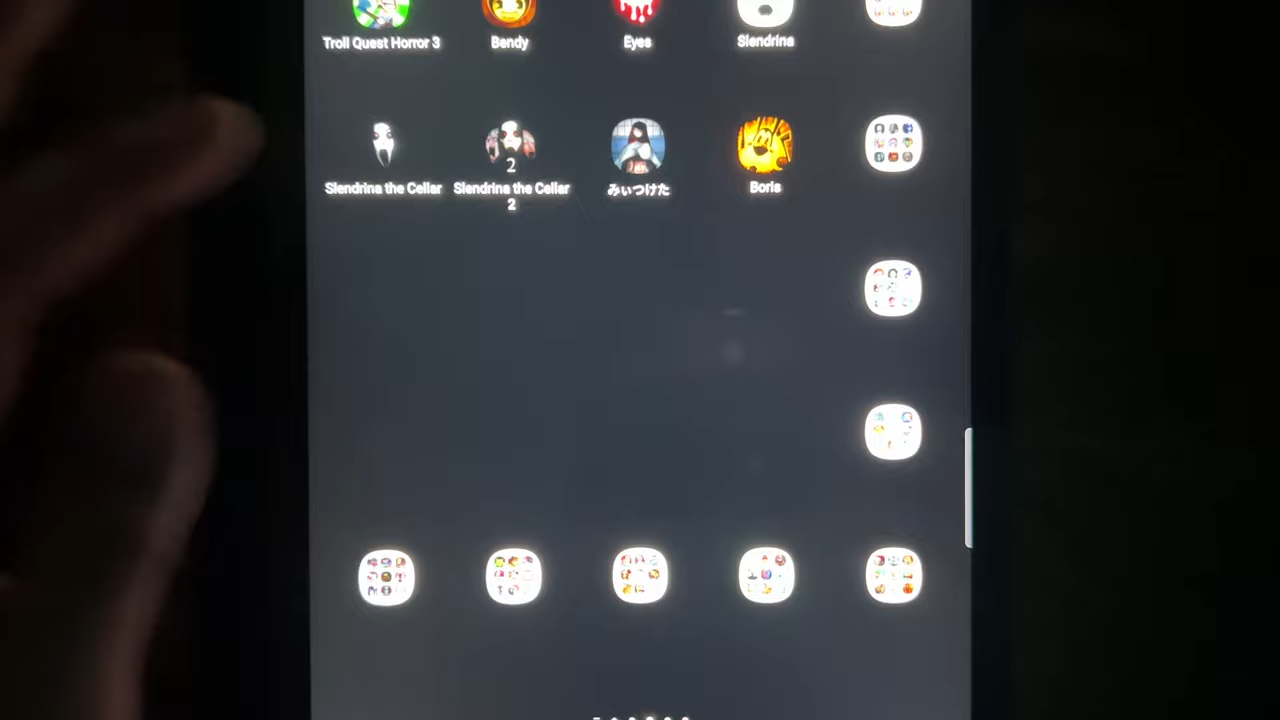 Troll Quest Horror 3
Bendy
Eyes
Slendrina
Slendrina the Cellar
2
Slendrina the Cellar
2
みぃつけた
Boris